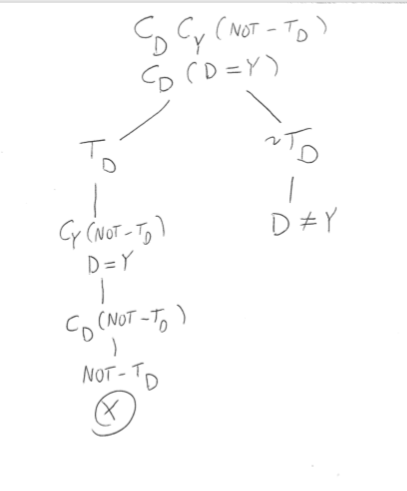 C_D C_Y (NOT - T_D)
C_D (D = Y)
T_D
~T_D
C_Y (NOT - T_D)
D ≠ Y
D = Y
C_D (NOT - T_D)
NOT - T_D
X